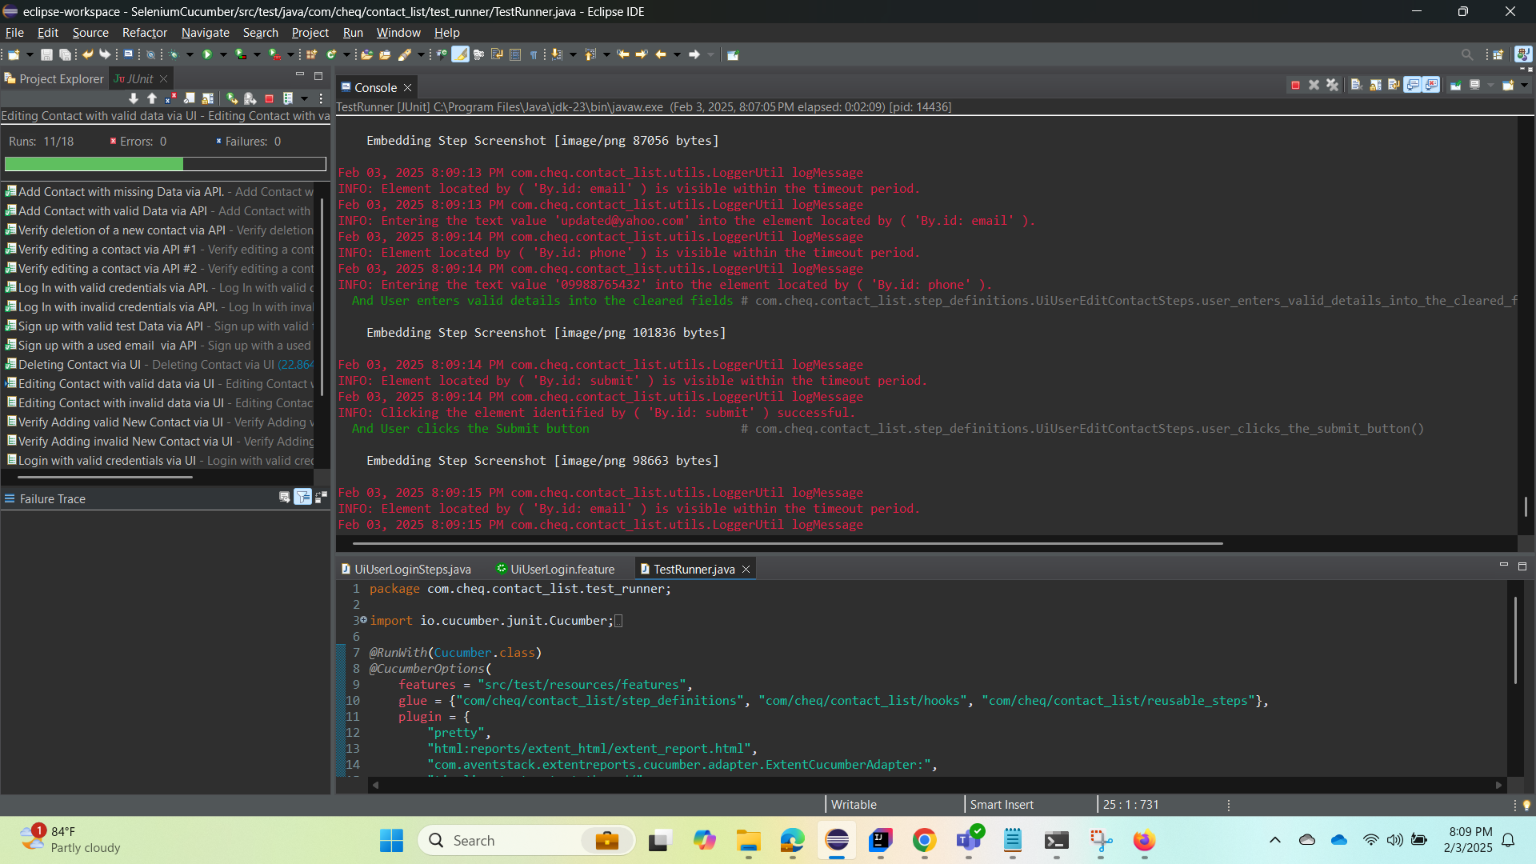 eclipse-workspace - SeleniumCucumber/src/test/java/com/cheq/contact_list/test_runner/TestRunner.java - Eclipse IDE
File Edit Source Refactor Navigate Search Project Run Window Help
Project Explorer JUnit
Editing Contact with valid data via UI - Editing Contact with va
Runs: 11/18 Errors: 0 Failures: 0
Add Contact with missing Data via API. - Add Contact w
Add Contact with valid Data via API - Add Contact with
Verify deletion of a new contact via API - Verify deletion
Verify editing a contact via API #1 - Verify editing a cont
Verify editing a contact via API #2 - Verify editing a cont
Log In with valid credentials via API. - Log In with valid c
Log In with invalid credentials via API. - Log In with inval
Sign up with valid test Data via API - Sign up with valid
Sign up with a used email via API - Sign up with a used
Deleting Contact via UI - Deleting Contact via UI (22.864
Editing Contact with valid data via UI - Editing Contact
Editing Contact with invalid data via UI - Editing Contac
Verify Adding valid New Contact via UI - Verify Adding v
Verify Adding invalid New Contact via UI - Verify Adding
Login with valid credentials via UI - Login with valid cred
Failure Trace
Console
TestRunner [JUnit] C:\Program Files\Java\jdk-23\bin\javaw.exe (Feb 3, 2025, 8:07:05 PM elapsed: 0:02:09) [pid: 14436]
Embedding Step Screenshot [image/png 87056 bytes]
Feb 03, 2025 8:09:13 PM com.cheq.contact_list.utils.LoggerUtil logMessage
INFO: Element located by ( 'By.id: email' ) is visible within the timeout period.
Feb 03, 2025 8:09:13 PM com.cheq.contact_list.utils.LoggerUtil logMessage
INFO: Entering the text value 'updated@yahoo.com' into the element located by ( 'By.id: email' ).
Feb 03, 2025 8:09:14 PM com.cheq.contact_list.utils.LoggerUtil logMessage
INFO: Element located by ( 'By.id: phone' ) is visible within the timeout period.
Feb 03, 2025 8:09:14 PM com.cheq.contact_list.utils.LoggerUtil logMessage
INFO: Entering the text value '09988765432' into the element located by ( 'By.id: phone' ).
And User enters valid details into the cleared fields # com.cheq.contact_list.step_definitions.UiUserEditContactSteps.user_enters_valid_details_into_the_cleared_f
Embedding Step Screenshot [image/png 101836 bytes]
Feb 03, 2025 8:09:14 PM com.cheq.contact_list.utils.LoggerUtil logMessage
INFO: Element located by ( 'By.id: submit' ) is visible within the timeout period.
Feb 03, 2025 8:09:14 PM com.cheq.contact_list.utils.LoggerUtil logMessage
INFO: Clicking the element identified by ( 'By.id: submit' ) successful.
And User clicks the Submit button # com.cheq.contact_list.step_definitions.UiUserEditContactSteps.user_clicks_the_submit_button()
Embedding Step Screenshot [image/png 98663 bytes]
Feb 03, 2025 8:09:15 PM com.cheq.contact_list.utils.LoggerUtil logMessage
INFO: Element located by ( 'By.id: email' ) is visible within the timeout period.
Feb 03, 2025 8:09:15 PM com.cheq.contact_list.utils.LoggerUtil logMessage
UiUserLoginSteps.java UiUserLogin.feature TestRunner.java
1 package com.cheq.contact_list.test_runner;
2
3 import io.cucumber.junit.Cucumber;
6
7 @RunWith(Cucumber.class)
8 @CucumberOptions(
9 features = "src/test/resources/features",
10 glue = {"com/cheq/contact_list/step_definitions", "com/cheq/contact_list/hooks", "com/cheq/contact_list/reusable_steps"},
11 plugin = {
12 "pretty",
13 "html:reports/extent_html/extent_report.html",
14 "com.aventstack.extentreports.cucumber.adapter.ExtentCucumberAdapter:",
Writable Smart Insert 25 : 1 : 731
1
84°F
Partly cloudy
Search
8:09 PM
2/3/2025